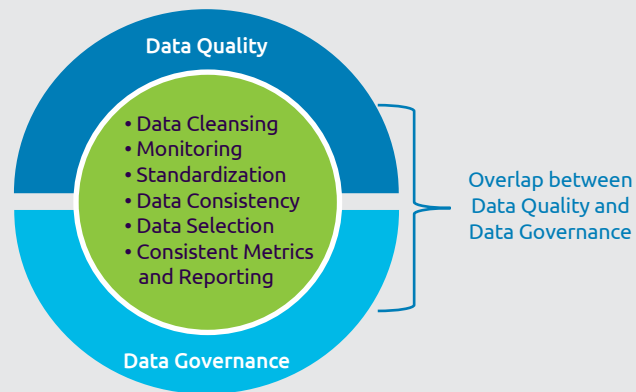 Data Quality
• Data Cleansing
• Monitoring
• Standardization
• Data Consistency
• Data Selection
• Consistent Metrics
and Reporting
Data Governance
Overlap between
Data Quality and
Data Governance